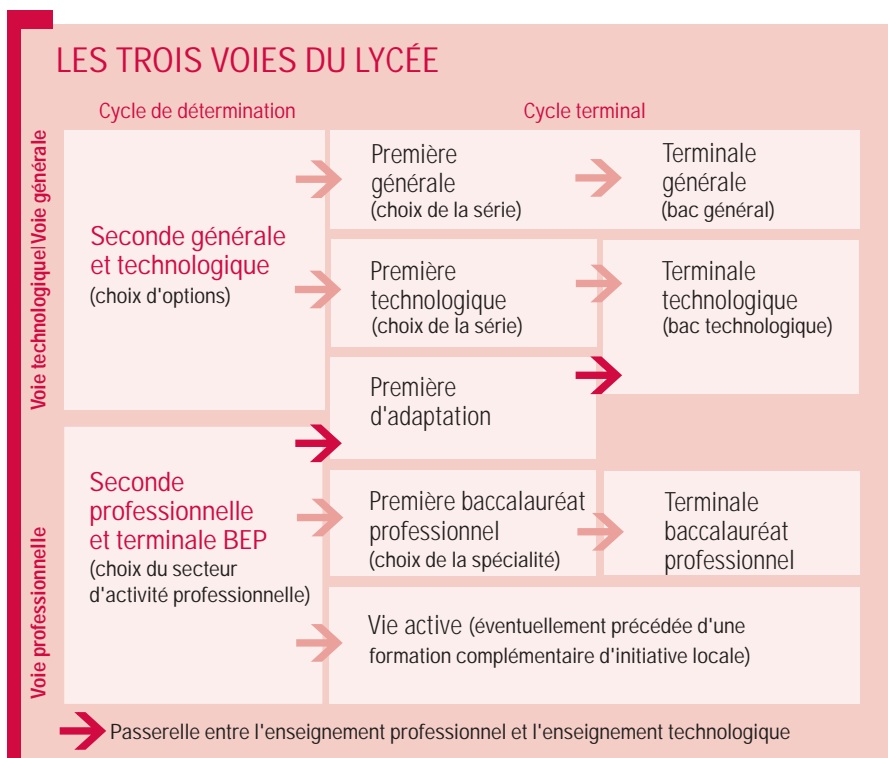 LES TROIS VOIES DU LYCÉE
Cycle de détermination
Cycle terminal
Voie technologique|Voie générale
Seconde générale
et technologique
(choix d'options)
Première
générale
(choix de la série)
Terminale
générale
(bac général)
Première
technologique
(choix de la série)
Terminale
technologique
(bac technologique)
Première
d'adaptation
Voie professionnelle
Seconde
professionnelle
et terminale BEP
(choix du secteur
d'activité professionnelle)
Première baccalauréat
professionnel
(choix de la spécialité)
Terminale
baccalauréat
professionnel
Vie active (éventuellement précédée d'une
formation complémentaire d'initiative locale)
Passerelle entre l'enseignement professionnel et l'enseignement technologique